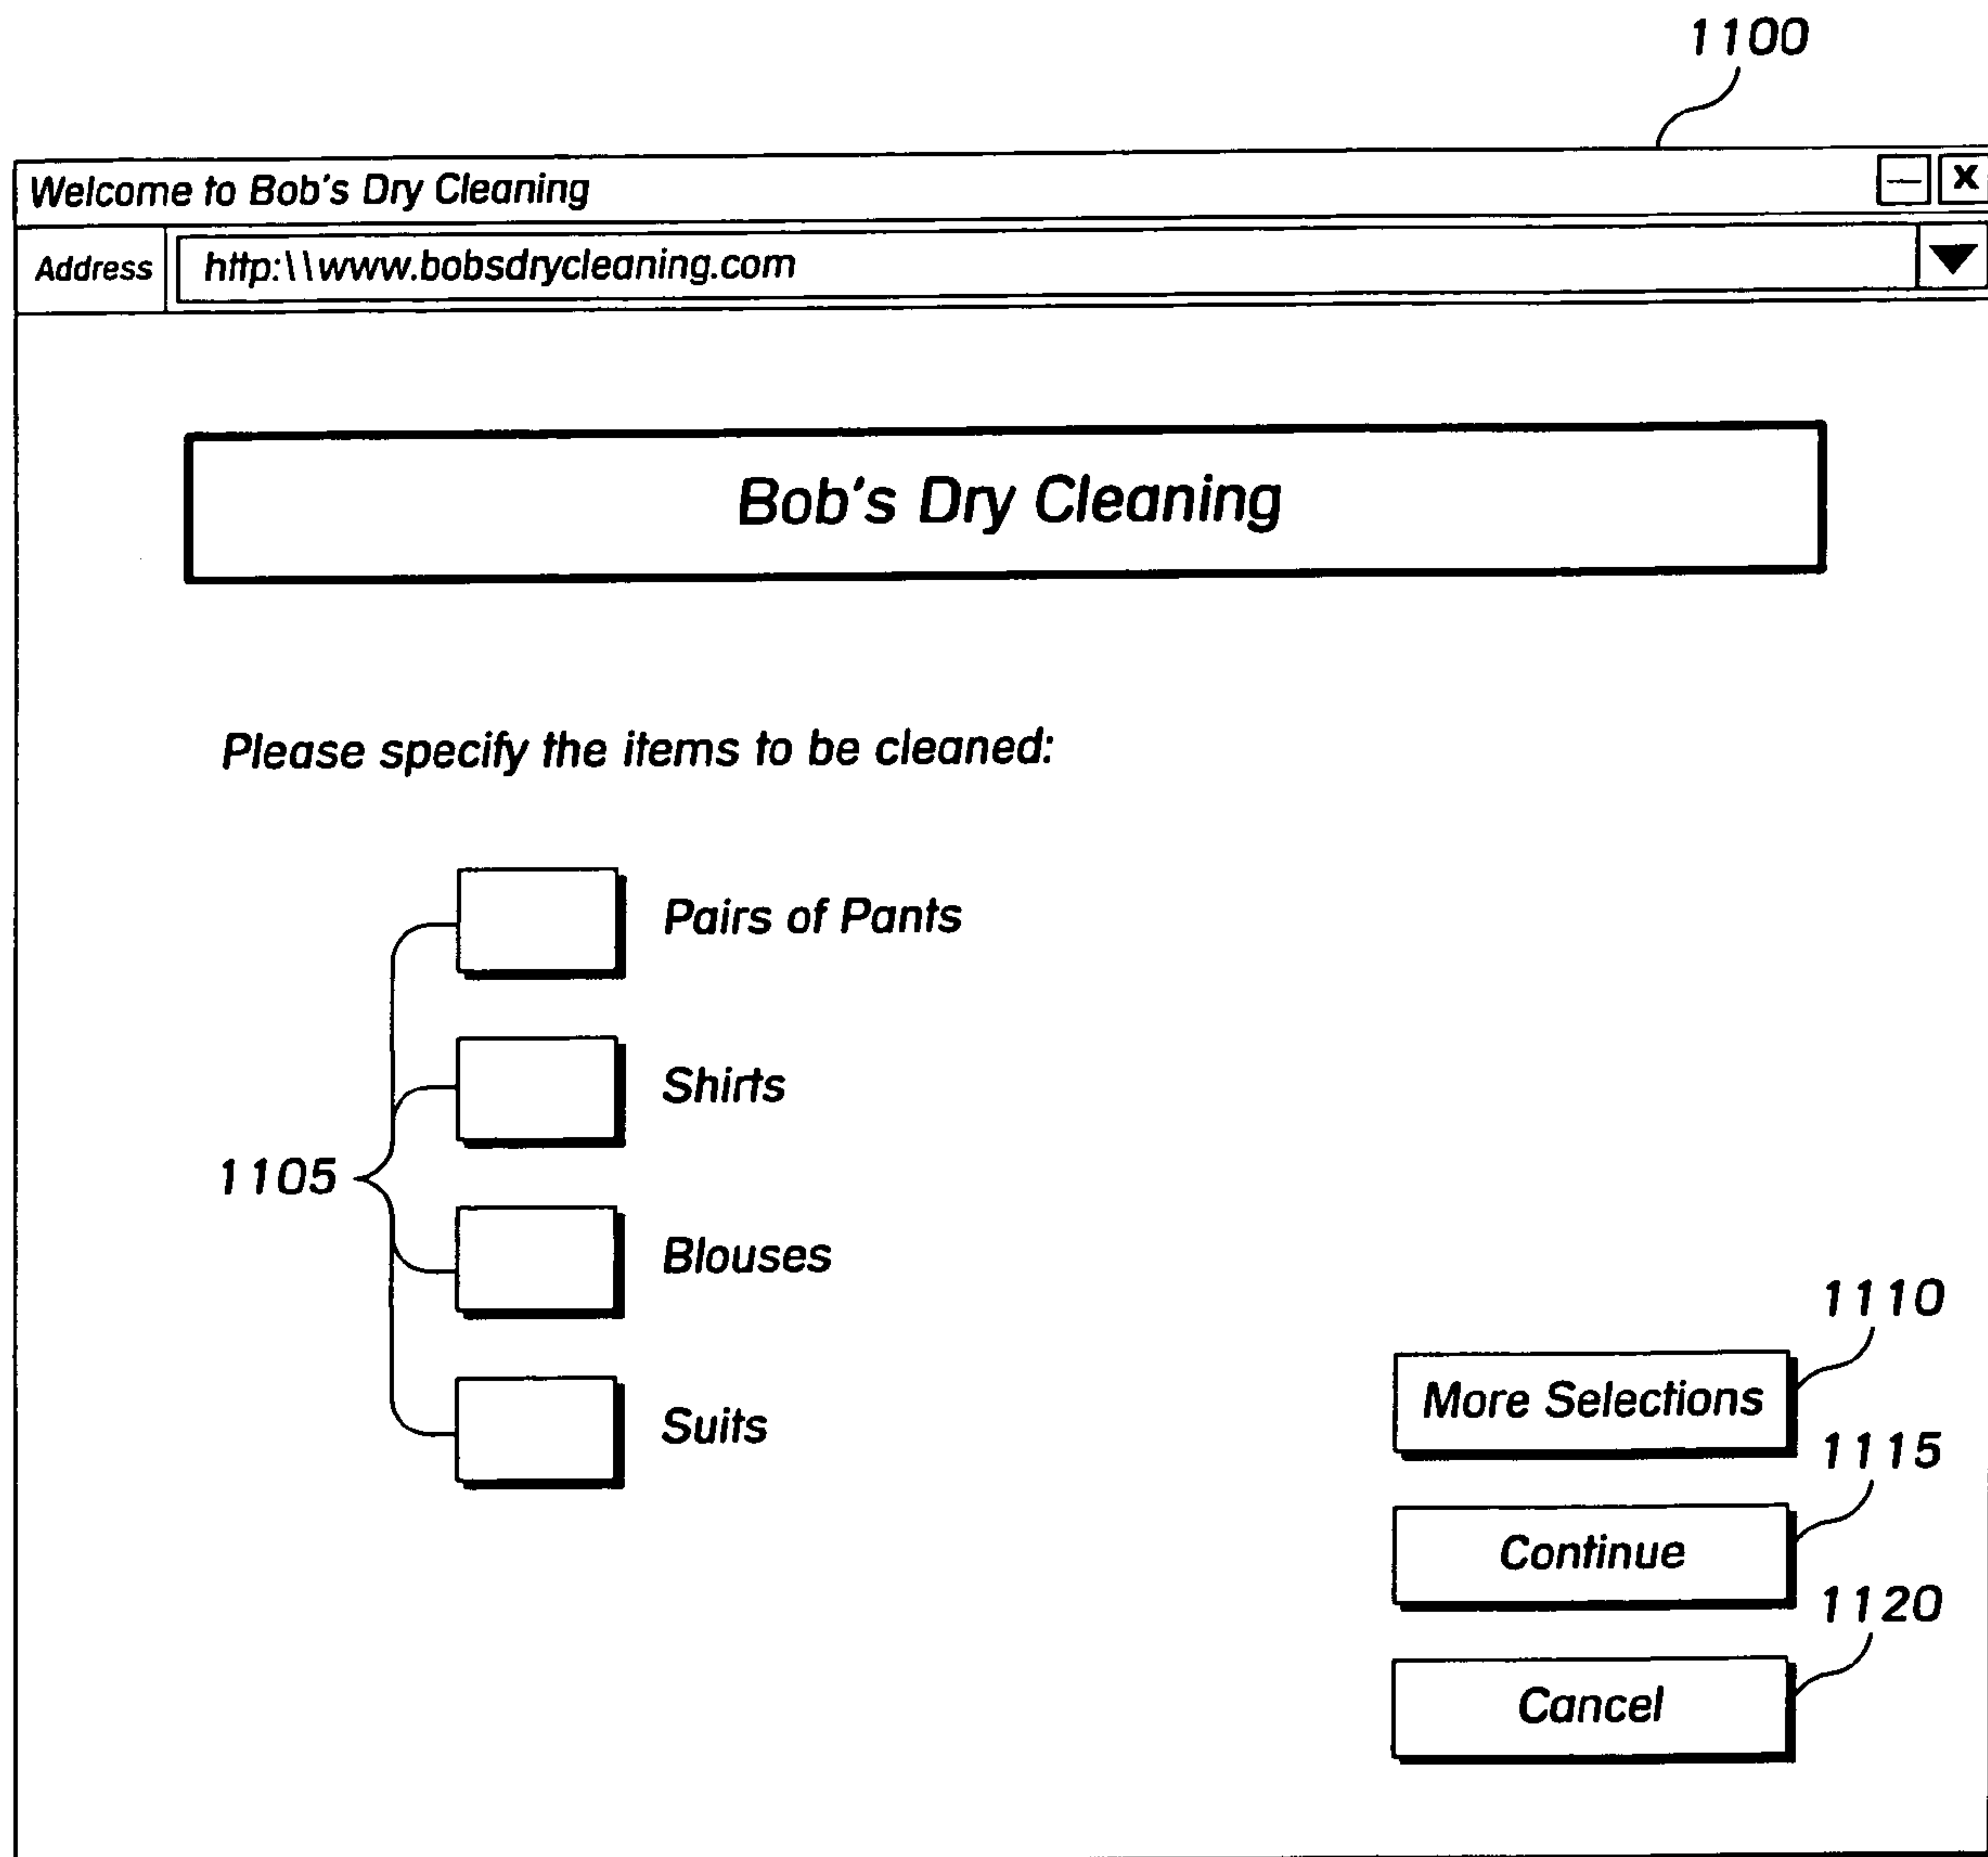 1100
Welcome to Bob's Dry Cleaning
— X
Address http:\\www.bobsdrycleaning.com
Bob's Dry Cleaning
Please specify the items to be cleaned:
Pairs of Pants
Shirts
1105
Blouses
Suits
1110
More Selections
1115
Continue
1120
Cancel